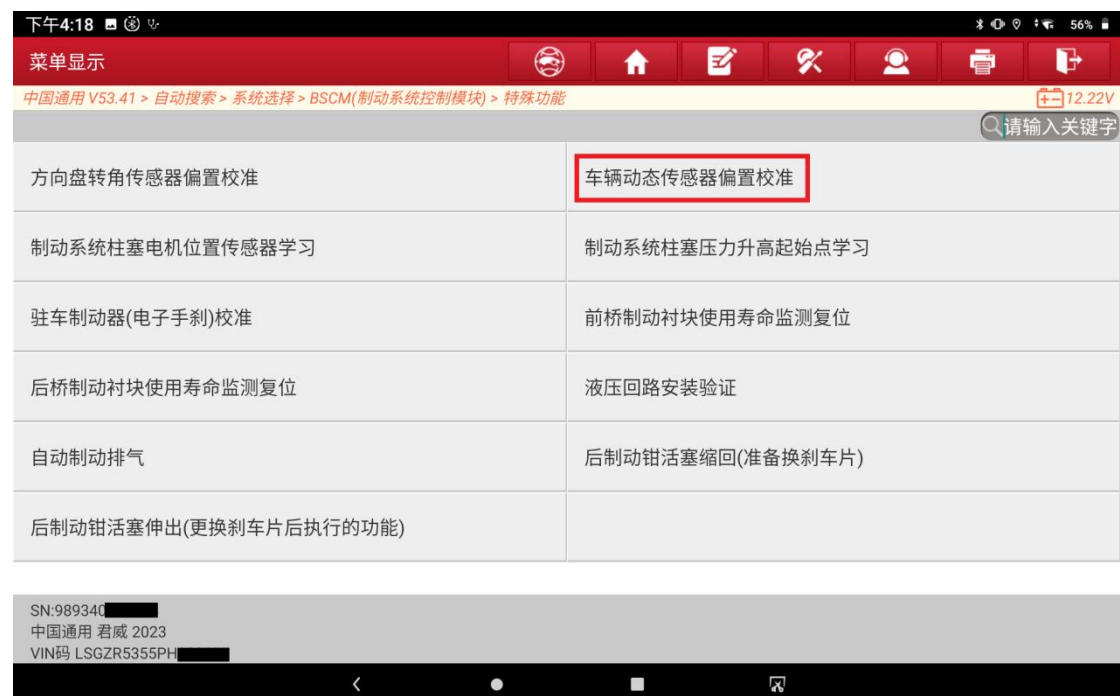 下午4:18 56%
菜单显示
中国通用 V53.41 > 自动搜索 > 系统选择 > BSCM(制动系统控制模块) > 特殊功能 12.22V
请输入关键字
方向盘转角传感器偏置校准 车辆动态传感器偏置校准
制动系统柱塞电机位置传感器学习 制动系统柱塞压力升高起始点学习
驻车制动器(电子手刹)校准 前桥制动衬块使用寿命监测复位
后桥制动衬块使用寿命监测复位 液压回路安装验证
自动制动排气 后制动钳活塞缩回(准备换刹车片)
后制动钳活塞伸出(更换刹车片后执行的功能)
SN:989340
中国通用 君威 2023
VIN码 LSGZR5355PH